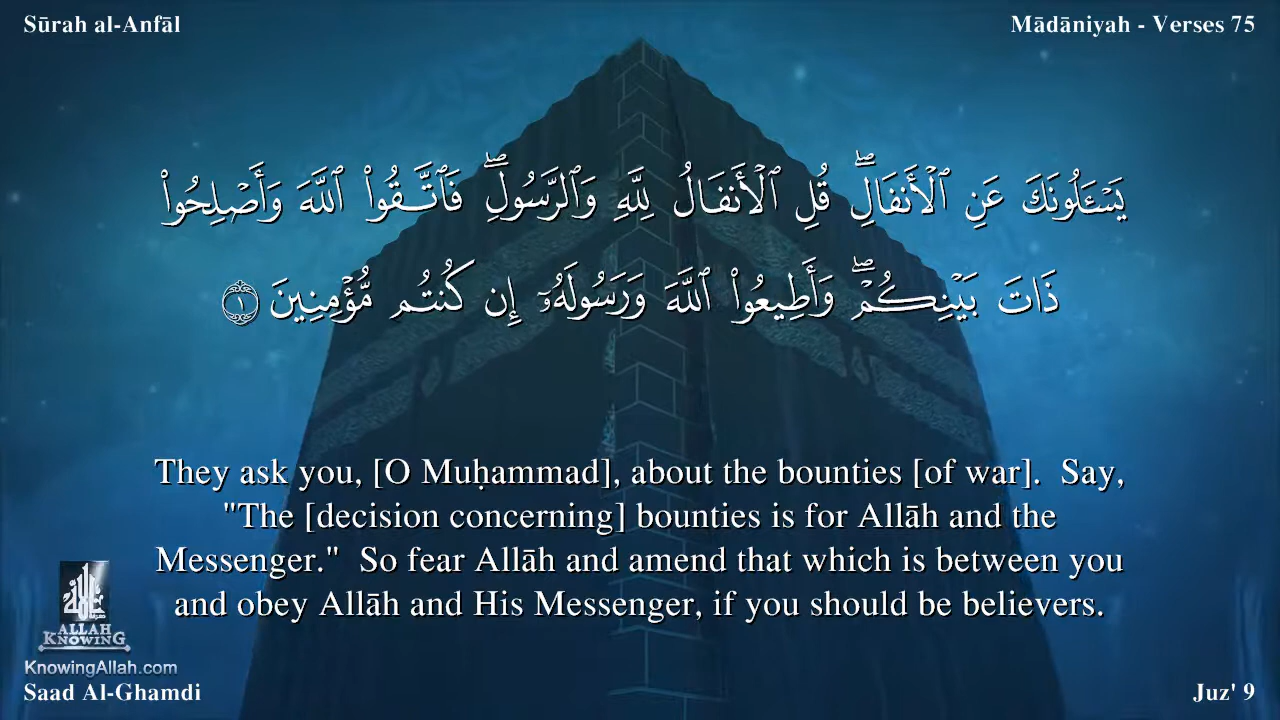 Sūrah al-Anfāl
Mādāniyah - Verses 75
يَسْـَٔلُونَكَ عَنِ ٱلْأَنفَالِ ۖ قُلِ ٱلْأَنفَالُ لِلَّهِ وَٱلرَّسُولِ ۖ فَٱتَّقُوا۟ ٱللَّهَ وَأَصْلِحُوا۟
ذَاتَ بَيْنِكُمْ ۖ وَأَطِيعُوا۟ ٱللَّهَ وَرَسُولَهُۥٓ إِن كُنتُم مُّؤْمِنِينَ ١
They ask you, [O Muḥammad], about the bounties [of war].  Say,
"The [decision concerning] bounties is for Allāh and the
Messenger."  So fear Allāh and amend that which is between you
and obey Allāh and His Messenger, if you should be believers.
ALLAH
KNOWING
KnowingAllah.com
Saad Al-Ghamdi
Juz' 9